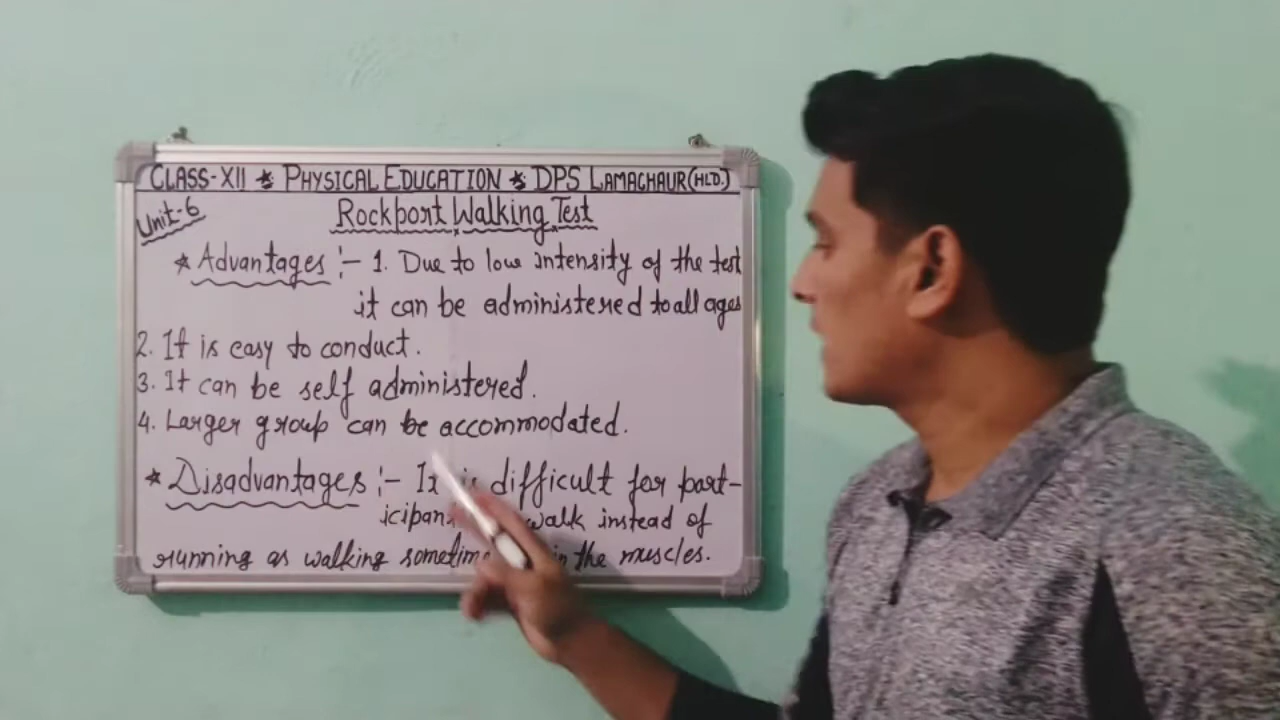 CLASS-XII ★ PHYSICAL EDUCATION ★ DPS LAMACHAUR (HLD.)
Unit-6
Rockport Walking Test
★ Advantages :- 1. Due to low intensity of the test
it can be administered to all ages
2. It is easy to conduct.
3. It can be self administered.
4. Larger group can be accommodated.
★ Disadvantages :- It is difficult for part-
walk instead of
running as walking in the muscles.